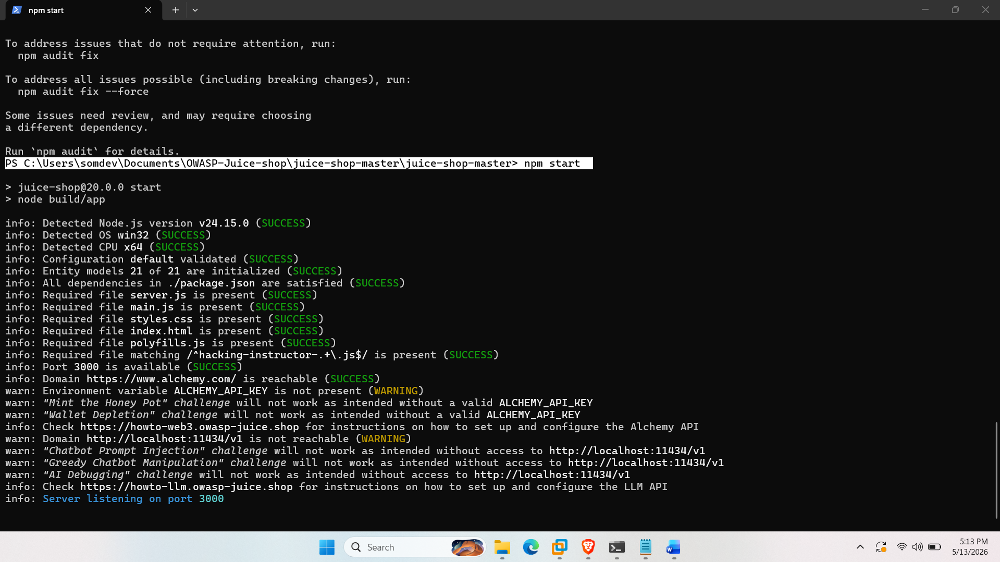 npm start
To address issues that do not require attention, run:
npm audit fix
To address all issues possible (including breaking changes), run:
npm audit fix --force
Some issues need review, and may require choosing
a different dependency.
Run `npm audit` for details.
PS C:\Users\somdev\Documents\OWASP-Juice-shop\juice-shop-master\juice-shop-master> npm start
> juice-shop@20.0.0 start
> node build/app
info: Detected Node.js version v24.15.0 (SUCCESS)
info: Detected OS win32 (SUCCESS)
info: Detected CPU x64 (SUCCESS)
info: Configuration default validated (SUCCESS)
info: Entity models 21 of 21 are initialized (SUCCESS)
info: All dependencies in ./package.json are satisfied (SUCCESS)
info: Required file server.js is present (SUCCESS)
info: Required file main.js is present (SUCCESS)
info: Required file styles.css is present (SUCCESS)
info: Required file index.html is present (SUCCESS)
info: Required file polyfills.js is present (SUCCESS)
info: Required file matching /^hacking-instructor-.+\.js$/ is present (SUCCESS)
info: Port 3000 is available (SUCCESS)
info: Domain https://www.alchemy.com/ is reachable (SUCCESS)
warn: Environment variable ALCHEMY_API_KEY is not present (WARNING)
warn: "Mint the Honey Pot" challenge will not work as intended without a valid ALCHEMY_API_KEY
warn: "Wallet Depletion" challenge will not work as intended without a valid ALCHEMY_API_KEY
info: Check https://howto-web3.owasp-juice.shop for instructions on how to set up and configure the Alchemy API
warn: Domain http://localhost:11434/v1 is not reachable (WARNING)
warn: "Chatbot Prompt Injection" challenge will not work as intended without access to http://localhost:11434/v1
warn: "Greedy Chatbot Manipulation" challenge will not work as intended without access to http://localhost:11434/v1
warn: "AI Debugging" challenge will not work as intended without access to http://localhost:11434/v1
info: Check https://howto-llm.owasp-juice.shop for instructions on how to set up and configure the LLM API
info: Server listening on port 3000
Search
5:13 PM
5/13/2026